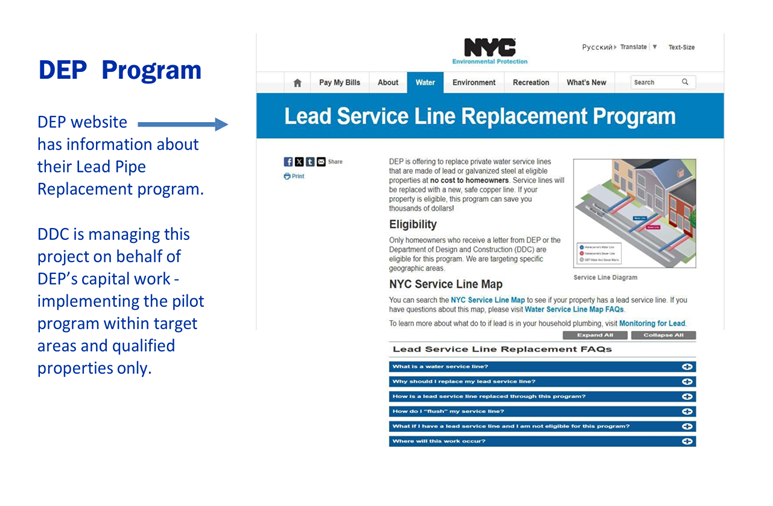 DEP Program
DEP website
has information about
their Lead Pipe
Replacement program.
DDC is managing this
project on behalf of
DEP's capital work -
implementing the pilot
program within target
areas and qualified
properties only.
NYC
Environmental Protection
Русский Translate | ▼ Text-Size
Pay My Bills About Water Environment Recreation What's New Search
Lead Service Line Replacement Program
Share
Print
DEP is offering to replace private water service lines
that are made of lead or galvanized steel at eligible
properties at no cost to homeowners. Service lines will
be replaced with a new, safe copper line. If your
property is eligible, this program can save you
thousands of dollars!
Eligibility
Only homeowners who receive a letter from DEP or the
Department of Design and Construction (DDC) are
eligible for this program. We are targeting specific
geographic areas.
Service Line Diagram
NYC Service Line Map
You can search the NYC Service Line Map to see if your property has a lead service line. If you
have questions about this map, please visit Water Service Line Map FAQs.
To learn more about what do to if lead is in your household plumbing, visit Monitoring for Lead.
Expand All Collapse All
Lead Service Line Replacement FAQs
What is a water service line?
Why should I replace my lead service line?
How is a lead service line replaced through this program?
How do I "flush" my service line?
What if I have a lead service line and I am not eligible for this program?
Where will this work occur?